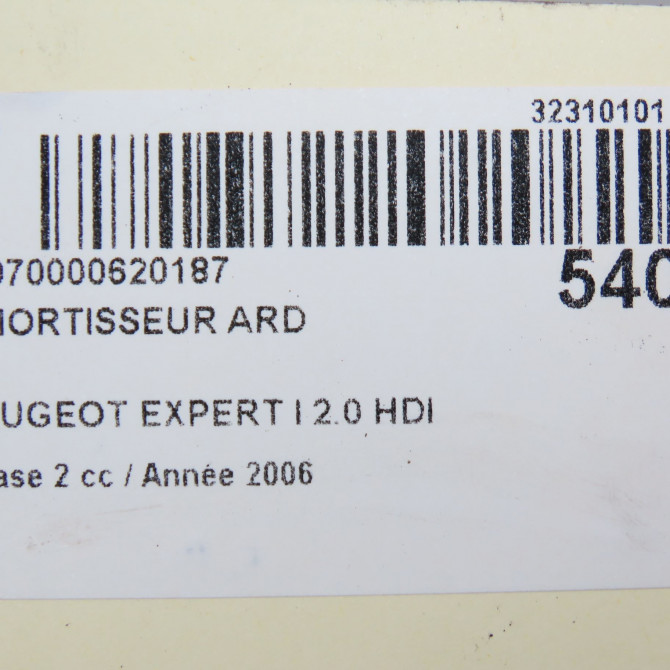 32310101
070000620187
540
MORTISSEUR ARD
UGEOT EXPERT I 2.0 HDI
ase 2 cc / Année 2006